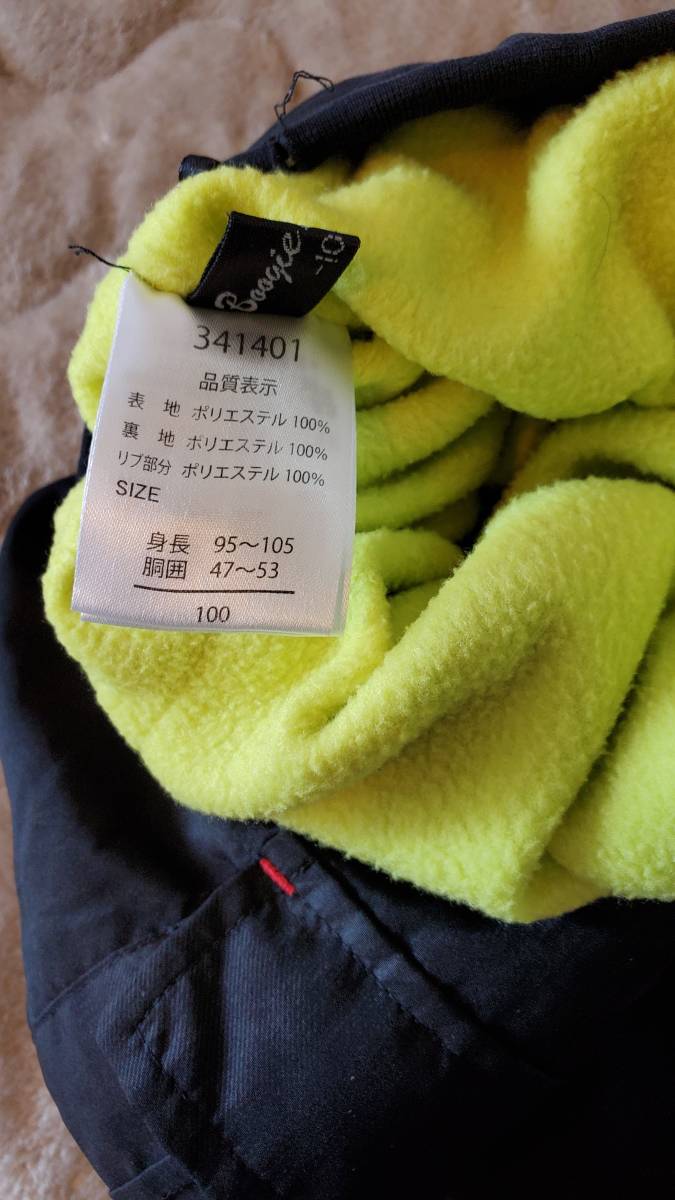 Boogie
-10
341401
品質表示
表 地 ポリエステル 100%
裏 地 ポリエステル 100%
リブ部分 ポリエステル 100%
SIZE
身長 95～105
胴囲 47～53
100